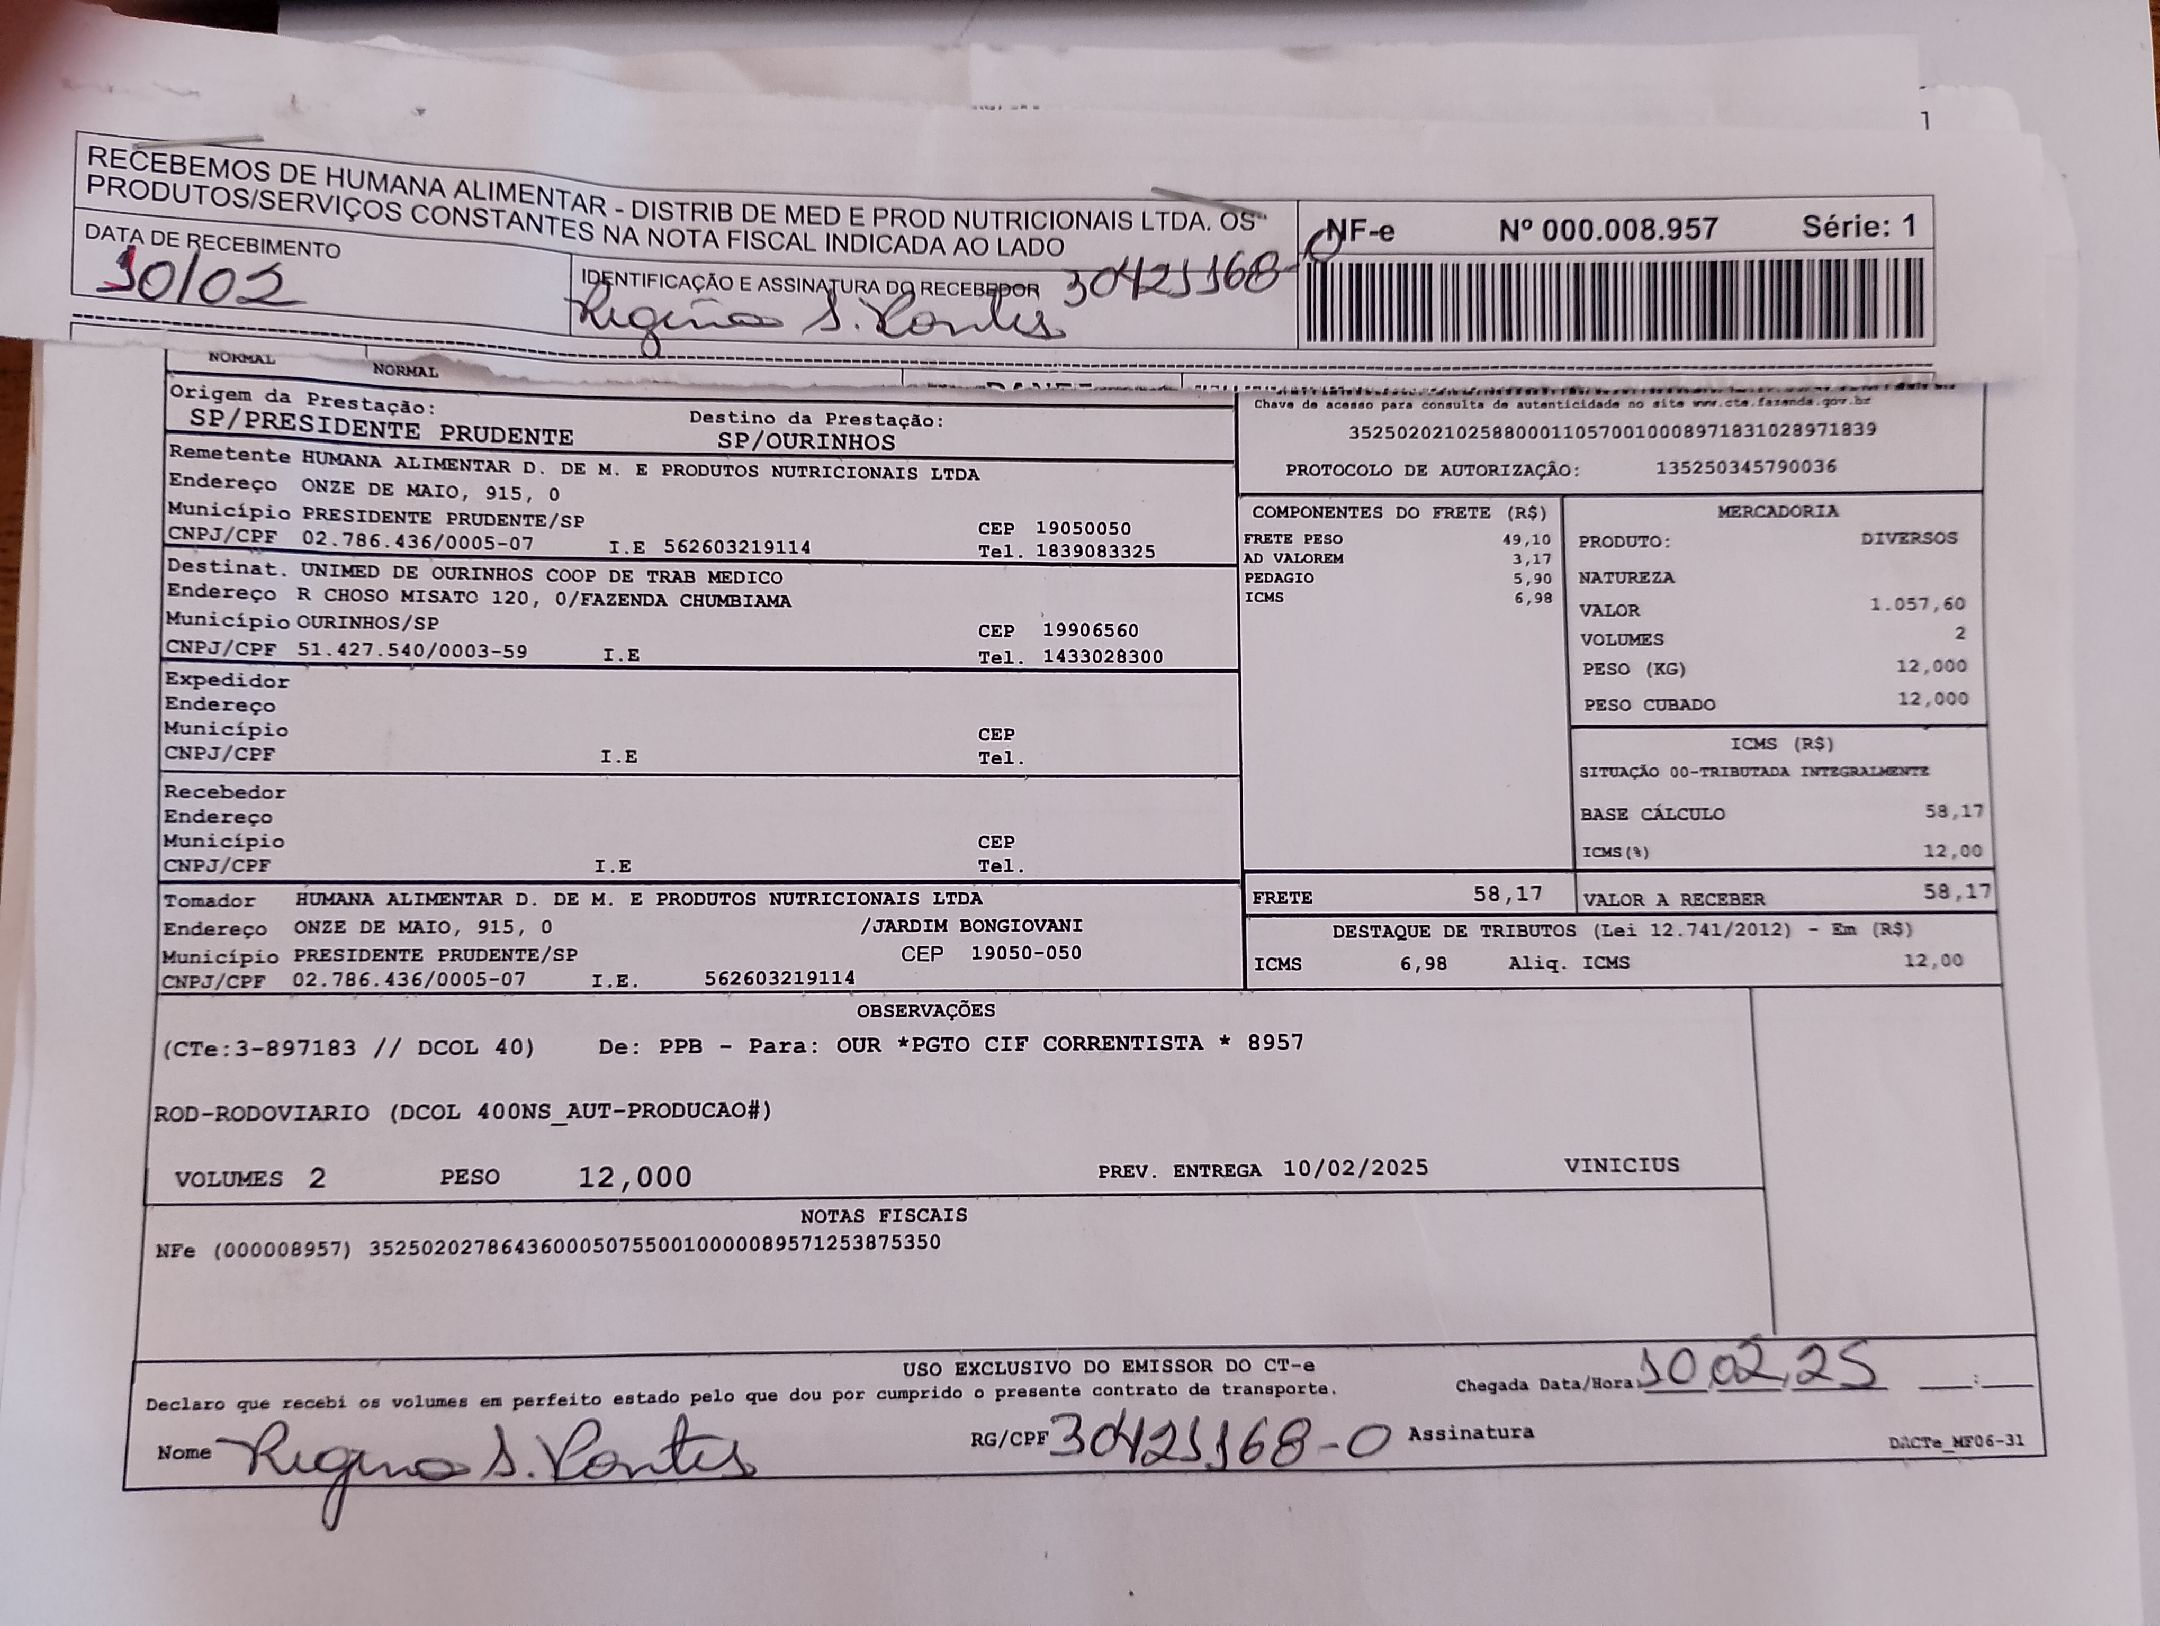 1
RECEBEMOS DE HUMANA ALIMENTAR - DISTRIB DE MED E PROD NUTRICIONAIS LTDA. OS
PRODUTOS/SERVIÇOS CONSTANTES NA NOTA FISCAL INDICADA AO LADO
NF-e Nº 000.008.957 Série: 1
DATA DE RECEBIMENTO
10/02
IDENTIFICAÇÃO E ASSINATURA DO RECEBEDOR 30421168-0
Regina S. Pontes
NORMAL NORMAL
Origem da Prestação: Destino da Prestação:
SP/PRESIDENTE PRUDENTE SP/OURINHOS
Chave de acesso para consulta de autenticidade no site www.cte.fazenda.gov.br
35250202102588000110570010008971831028971839
PROTOCOLO DE AUTORIZAÇÃO: 135250345790036
Remetente HUMANA ALIMENTAR D. DE M. E PRODUTOS NUTRICIONAIS LTDA
Endereço ONZE DE MAIO, 915, 0
Município PRESIDENTE PRUDENTE/SP CEP 19050050
CNPJ/CPF 02.786.436/0005-07 I.E 562603219114 Tel. 1839083325
Destinat. UNIMED DE OURINHOS COOP DE TRAB MEDICO
Endereço R CHOSO MISATO 120, 0/FAZENDA CHUMBIAMA
Município OURINHOS/SP CEP 19906560
CNPJ/CPF 51.427.540/0003-59 I.E Tel. 1433028300
Expedidor
Endereço
Município CEP
CNPJ/CPF I.E Tel.
Recebedor
Endereço
Município CEP
CNPJ/CPF I.E Tel.
Tomador HUMANA ALIMENTAR D. DE M. E PRODUTOS NUTRICIONAIS LTDA
Endereço ONZE DE MAIO, 915, 0 /JARDIM BONGIOVANI
Município PRESIDENTE PRUDENTE/SP CEP 19050-050
CNPJ/CPF 02.786.436/0005-07 I.E. 562603219114
COMPONENTES DO FRETE (R$)
FRETE PESO 49,10
AD VALOREM 3,17
PEDAGIO 5,90
ICMS 6,98
MERCADORIA
PRODUTO: DIVERSOS
NATUREZA
VALOR 1.057,60
VOLUMES 2
PESO (KG) 12,000
PESO CUBADO 12,000
ICMS (R$)
SITUAÇÃO 00-TRIBUTADA INTEGRALMENTE
BASE CÁLCULO 58,17
ICMS(%) 12,00
FRETE 58,17 VALOR A RECEBER 58,17
DESTAQUE DE TRIBUTOS (Lei 12.741/2012) - Em (R$)
ICMS 6,98 Aliq. ICMS 12,00
OBSERVAÇÕES
(CTe:3-897183 // DCOL 40) De: PPB - Para: OUR *PGTO CIF CORRENTISTA * 8957
ROD-RODOVIARIO (DCOL 400NS_AUT-PRODUCAO#)
VOLUMES 2 PESO 12,000 PREV. ENTREGA 10/02/2025 VINICIUS
NOTAS FISCAIS
NFe (000008957) 35250202786436000507550010000089571253875350
USO EXCLUSIVO DO EMISSOR DO CT-e
Declaro que recebi os volumes em perfeito estado pelo que dou por cumprido o presente contrato de transporte.
Chegada Data/Hora 10 02 25 :
Nome Regina S. Pontes RG/CPF 30421168-0 Assinatura
DACTe_MF06-31